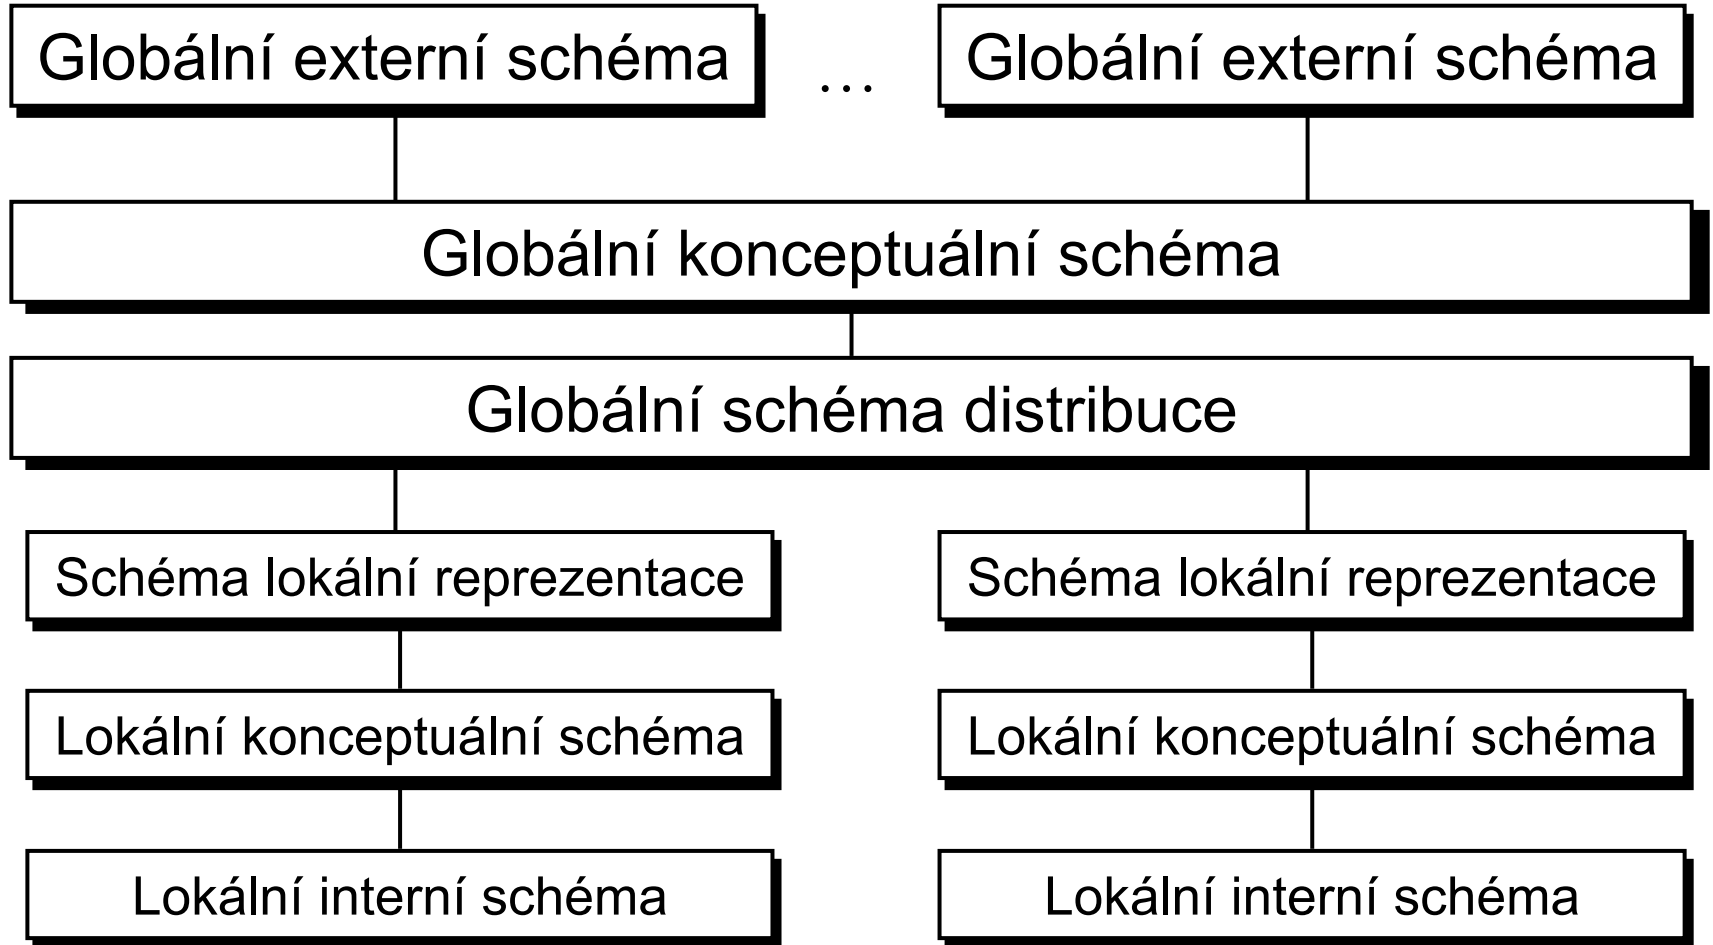 Globální externí schéma … Globální externí schéma
Globální konceptuální schéma
Globální schéma distribuce
Schéma lokální reprezentace Schéma lokální reprezentace
Lokální konceptuální schéma Lokální konceptuální schéma
Lokální interní schéma Lokální interní schéma